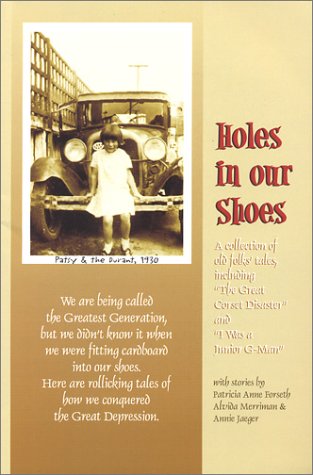 Holes
in our
Shoes
A collection of
old folks' tales,
including
"The Great
Corset Disaster"
and
"I Was a
Junior G-Man"
Patsy & the Durant, 1930
We are being called
the Greatest Generation,
but we didn't know it when
we were fitting cardboard
into our shoes.
Here are rollicking tales of
how we conquered
the Great Depression.
with stories by
Patricia Anne Forseth
Alvida Merriman &
Annie Jaeger